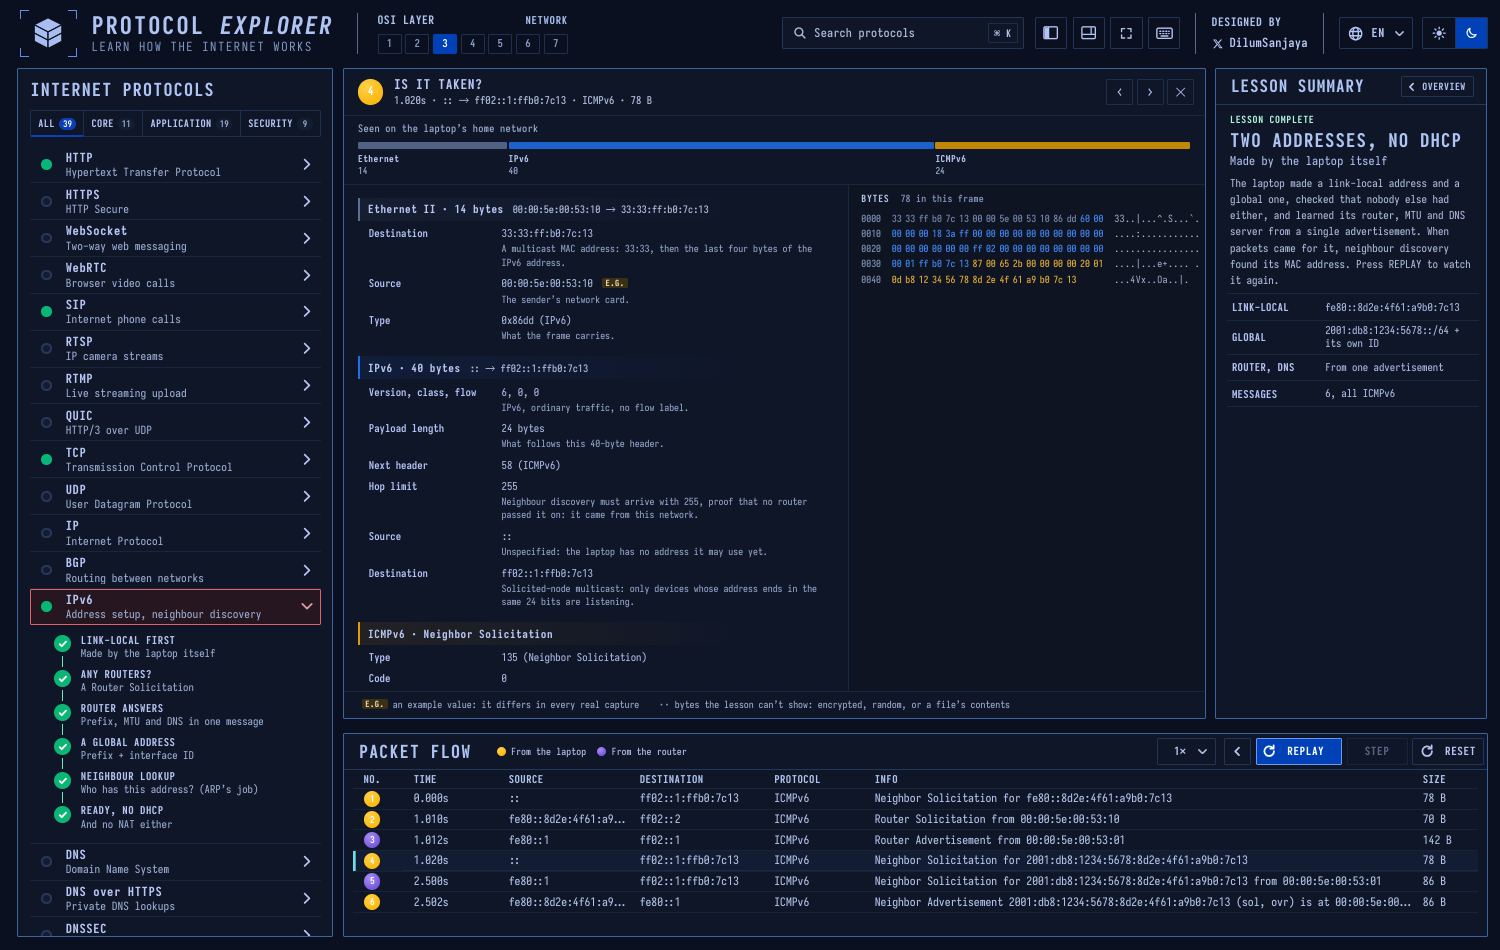 PROTOCOL EXPLORER
LEARN HOW THE INTERNET WORKS
OSI LAYER NETWORK
1 2 3 4 5 6 7
Search protocols ⌘ K
DESIGNED BY
DilumSanjaya
EN
INTERNET PROTOCOLS
ALL 39 CORE 11 APPLICATION 19 SECURITY 9
HTTP
Hypertext Transfer Protocol
HTTPS
HTTP Secure
WebSocket
Two-way web messaging
WebRTC
Browser video calls
SIP
Internet phone calls
RTSP
IP camera streams
RTMP
Live streaming upload
QUIC
HTTP/3 over UDP
TCP
Transmission Control Protocol
UDP
User Datagram Protocol
IP
Internet Protocol
BGP
Routing between networks
IPv6
Address setup, neighbour discovery
LINK-LOCAL FIRST
Made by the laptop itself
ANY ROUTERS?
A Router Solicitation
ROUTER ANSWERS
Prefix, MTU and DNS in one message
A GLOBAL ADDRESS
Prefix + interface ID
NEIGHBOUR LOOKUP
Who has this address? (ARP's job)
READY, NO DHCP
And no NAT either
DNS
Domain Name System
DNS over HTTPS
Private DNS lookups
DNSSEC
4 IS IT TAKEN?
1.020s · :: → ff02::1:ffb0:7c13 · ICMPv6 · 78 B
Seen on the laptop's home network
Ethernet IPv6 ICMPv6
14 40 24
Ethernet II · 14 bytes 00:00:5e:00:53:10 → 33:33:ff:b0:7c:13
Destination 33:33:ff:b0:7c:13
A multicast MAC address: 33:33, then the last four bytes of the
IPv6 address.
Source 00:00:5e:00:53:10 E.G.
The sender's network card.
Type 0x86dd (IPv6)
What the frame carries.
IPv6 · 40 bytes :: → ff02::1:ffb0:7c13
Version, class, flow 6, 0, 0
IPv6, ordinary traffic, no flow label.
Payload length 24 bytes
What follows this 40-byte header.
Next header 58 (ICMPv6)
Hop limit 255
Neighbour discovery must arrive with 255, proof that no router
passed it on: it came from this network.
Source ::
Unspecified: the laptop has no address it may use yet.
Destination ff02::1:ffb0:7c13
Solicited-node multicast: only devices whose address ends in the
same 24 bits are listening.
ICMPv6 · Neighbor Solicitation
Type 135 (Neighbor Solicitation)
Code 0
BYTES 78 in this frame
0000 33 33 ff b0 7c 13 00 00 5e 00 53 10 86 dd 60 00 33..|...^.S...`.
0010 00 00 00 18 3a ff 00 00 00 00 00 00 00 00 00 00 ....:...........
0020 00 00 00 00 00 00 ff 02 00 00 00 00 00 00 00 00 ................
0030 00 01 ff b0 7c 13 87 00 65 2b 00 00 00 00 20 01 ....|...e+.... .
0040 0d b8 12 34 56 78 8d 2e 4f 61 a9 b0 7c 13 ...4Vx..Oa..|.
E.G. an example value: it differs in every real capture ·· bytes the lesson can't show: encrypted, random, or a file's contents
LESSON SUMMARY OVERVIEW
LESSON COMPLETE
TWO ADDRESSES, NO DHCP
Made by the laptop itself
The laptop made a link-local address and a
global one, checked that nobody else had
either, and learned its router, MTU and DNS
server from a single advertisement. When
packets came for it, neighbour discovery
found its MAC address. Press REPLAY to watch
it again.
LINK-LOCAL fe80::8d2e:4f61:a9b0:7c13
GLOBAL 2001:db8:1234:5678::/64 +
its own ID
ROUTER, DNS From one advertisement
MESSAGES 6, all ICMPv6
PACKET FLOW From the laptop From the router 1× REPLAY STEP RESET
NO. TIME SOURCE DESTINATION PROTOCOL INFO SIZE
1 0.000s :: ff02::1:ffb0:7c13 ICMPv6 Neighbor Solicitation for fe80::8d2e:4f61:a9b0:7c13 78 B
2 1.010s fe80::8d2e:4f61:a9... ff02::2 ICMPv6 Router Solicitation from 00:00:5e:00:53:10 70 B
3 1.012s fe80::1 ff02::1 ICMPv6 Router Advertisement from 00:00:5e:00:53:01 142 B
4 1.020s :: ff02::1:ffb0:7c13 ICMPv6 Neighbor Solicitation for 2001:db8:1234:5678:8d2e:4f61:a9b0:7c13 78 B
5 2.500s fe80::1 ff02::1:ffb0:7c13 ICMPv6 Neighbor Solicitation for 2001:db8:1234:5678:8d2e:4f61:a9b0:7c13 from 00:00:5e:00:53:01 86 B
6 2.502s fe80::8d2e:4f61:a9... fe80::1 ICMPv6 Neighbor Advertisement 2001:db8:1234:5678:8d2e:4f61:a9b0:7c13 (sol, ovr) is at 00:00:5e:00... 86 B